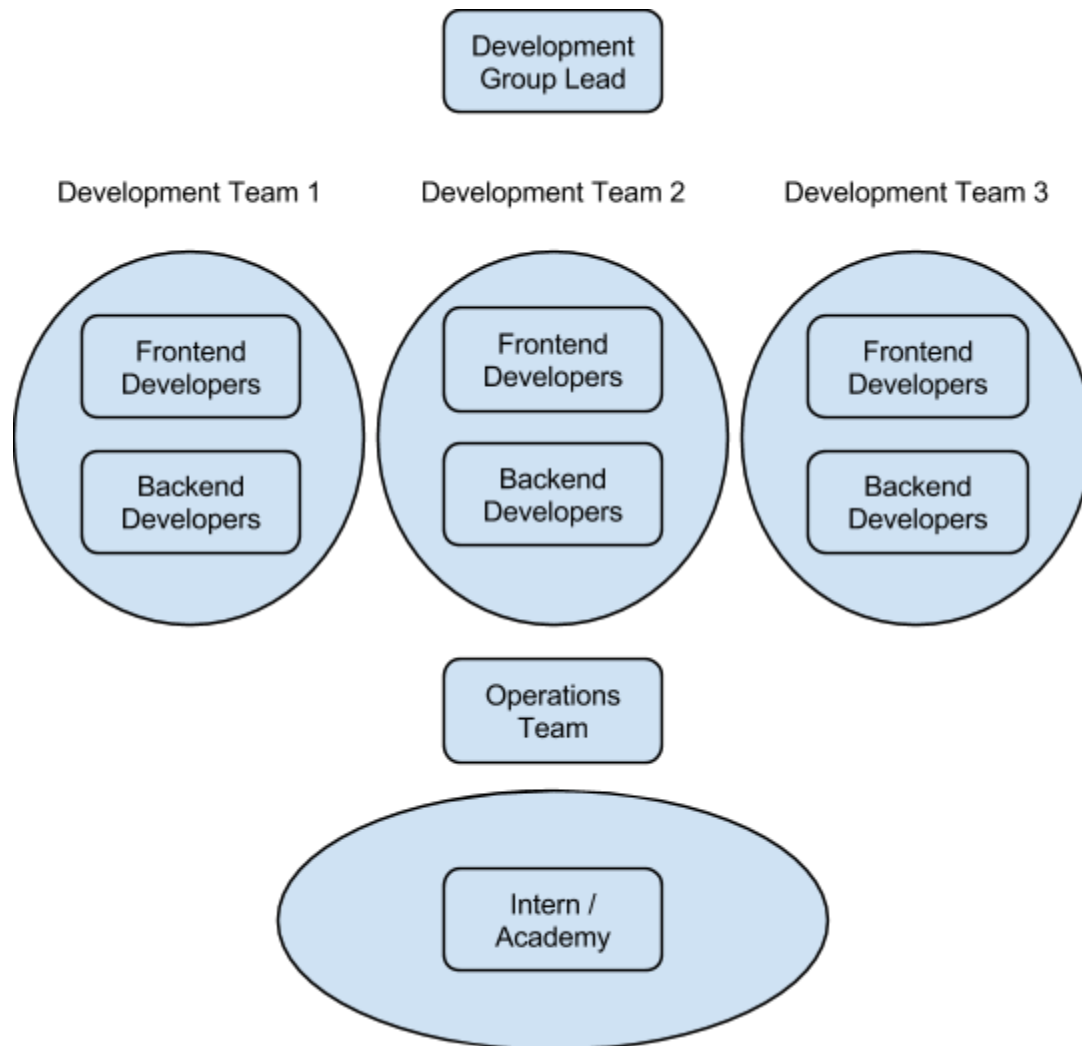 Development
Group Lead
Development Team 1
Development Team 2
Development Team 3
Frontend
Developers
Backend
Developers
Frontend
Developers
Backend
Developers
Frontend
Developers
Backend
Developers
Operations
Team
Intern /
Academy